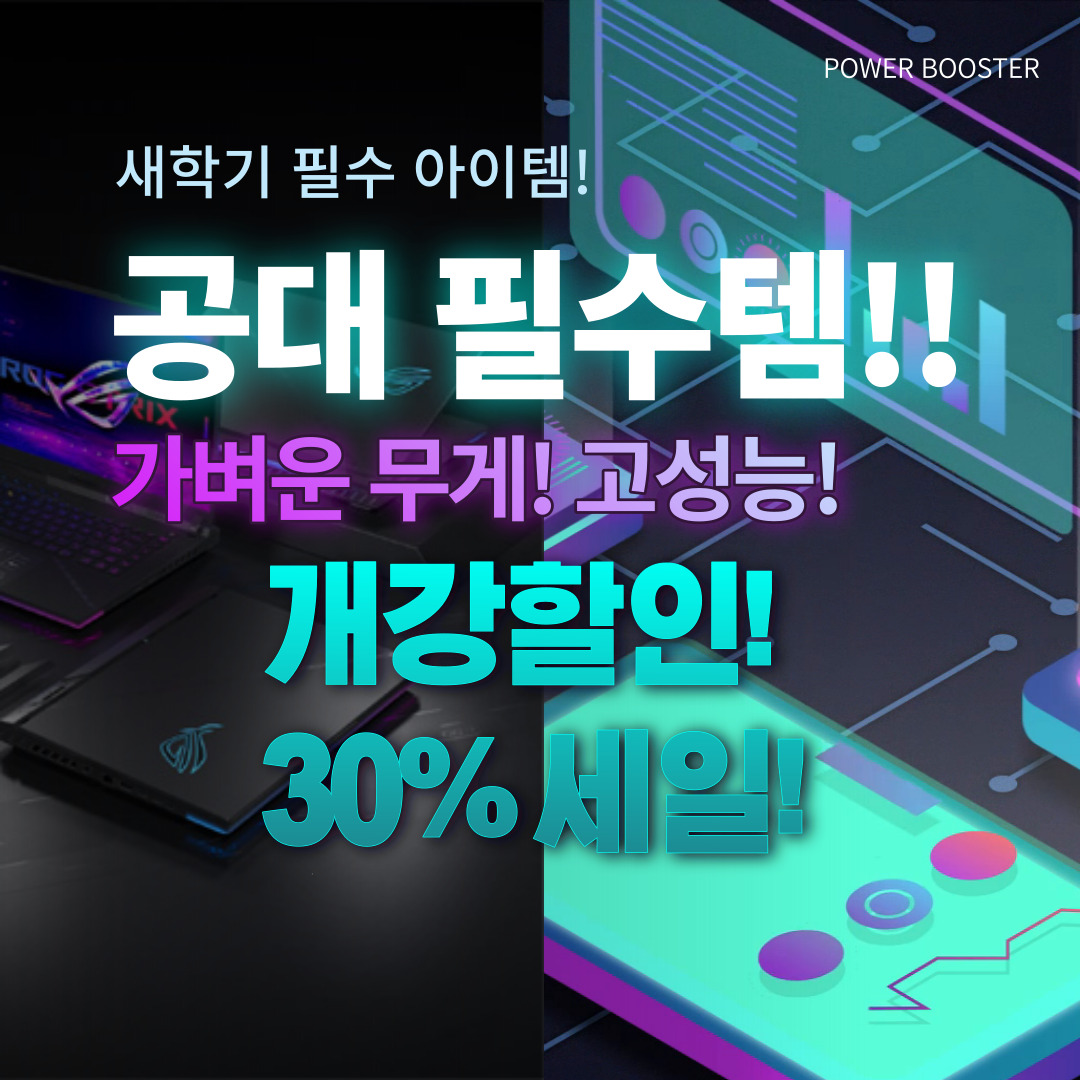 POWER BOOSTER
새학기 필수 아이템!
공대 필수템!!
가벼운 무게! 고성능!
개강할인!
30% 세일!